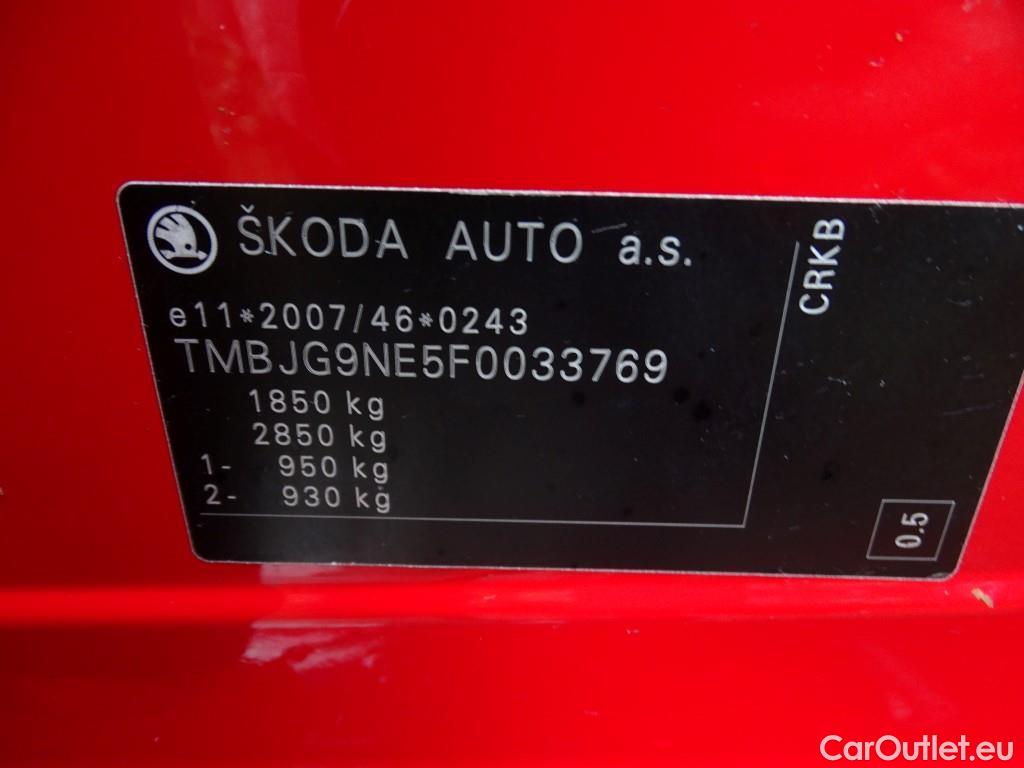 ŠKODA AUTO a.s.
e11*2007/46*0243
TMBJG9NE5F0033769
1850 kg
2850 kg
1- 950 kg
2- 930 kg
CRKB
0.5
CarOutlet.eu